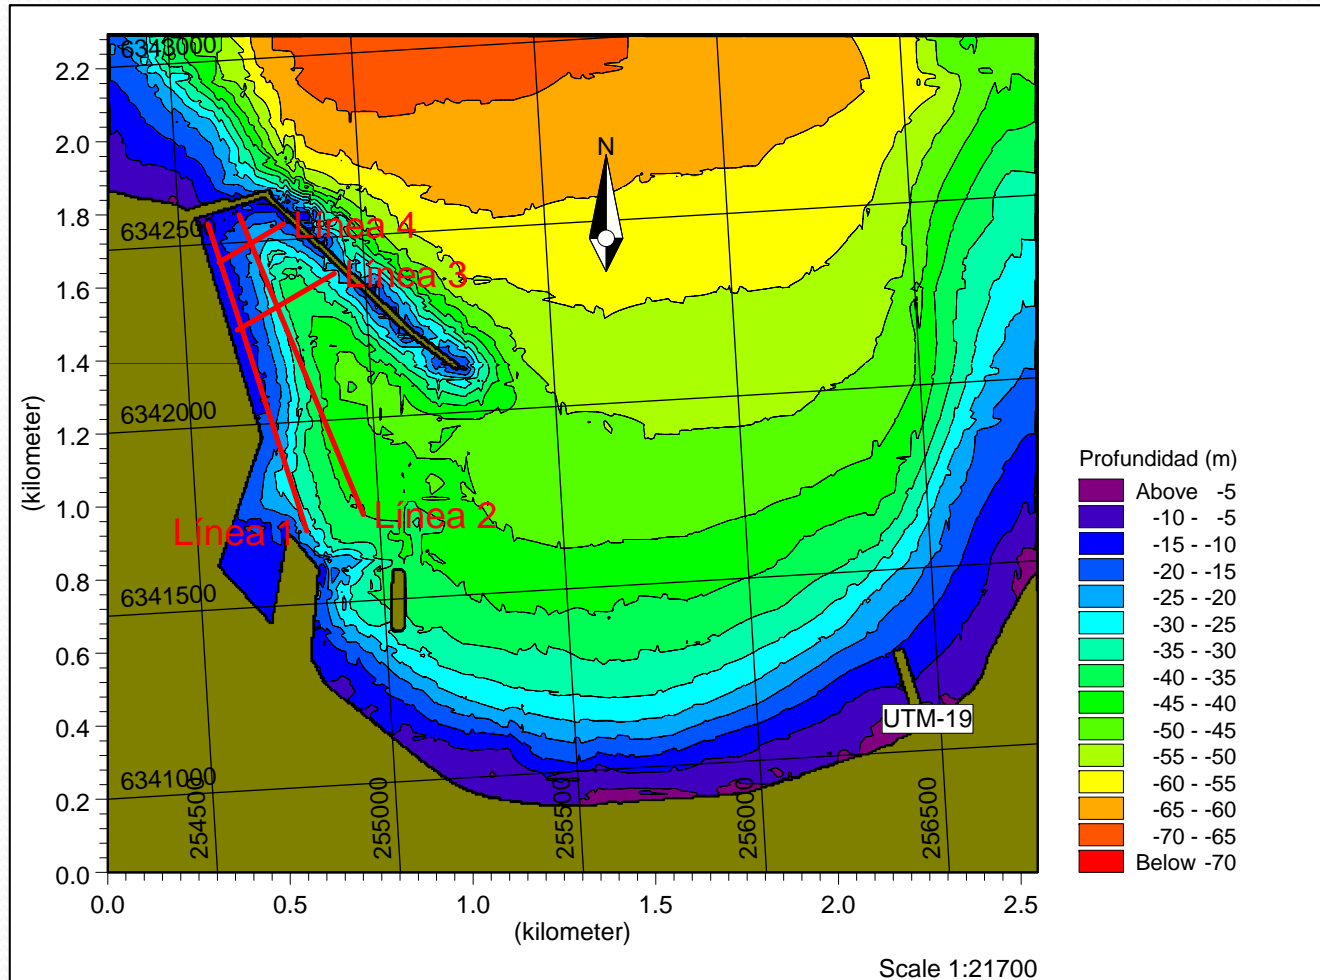 6343000
2.2
2.0
N
1.8
6342500
Línea 4
1.6
Línea 3
1.4
6342000
1.2
(kilometer)
1.0
Línea 2
Línea 1
0.8
6341500
0.6
UTM-19
0.4
6341000
0.2
254500
255000
255500
256000
256500
0.0
0.0 0.5 1.0 1.5 2.0 2.5
(kilometer)
Scale 1:21700
Profundidad (m)
Above -5
-10 - -5
-15 - -10
-20 - -15
-25 - -20
-30 - -25
-35 - -30
-40 - -35
-45 - -40
-50 - -45
-55 - -50
-60 - -55
-65 - -60
-70 - -65
Below -70